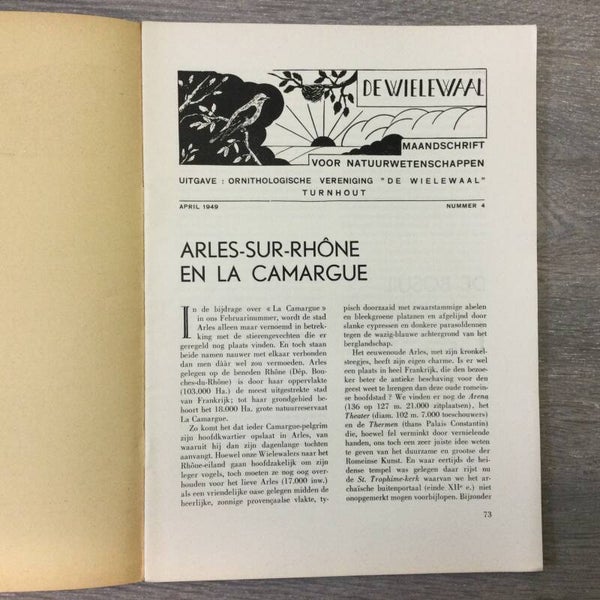 DE WIELEWAAL
MAANDSCHRIFT
VOOR NATUURWETENSCHAPPEN
UITGAVE : ORNITHOLOGISCHE VERENIGING "DE WIELEWAAL"
TURNHOUT
APRIL 1949 NUMMER 4
ARLES-SUR-RHÔNE
EN LA CAMARGUE
In de bijdrage over « La Camargue »
in ons Februarinummer, wordt de stad
Arles alleen maar vernoemd in betrek-
king met de stierengevechten die er
geregeld nog plaats vinden. En toch staan
beide namen nauwer met elkaar verbonden
dan men dààr wel zou vermoeden. Arles
gelegen op de beneden Rhône (Dép. Bou-
ches-du-Rhône) is door haar oppervlakte
(103.000 Ha.) de meest uitgestrekte stad
van Frankrijk; tot haar grondgebied be-
hoort het 18.000 Ha. grote natuurreservaat
La Camargue.
Zo komt het dat ieder Camargue-pelgrim
zijn hoofdkwartier opslaat in Arles, van
waaruit hij dan zijn dagenlange tochten
aanvangt. Hoewel onze Wielewalers naar het
Rhône-eiland gaan hoofdzakelijk om zijn
leger vogels, toch moeten ze nog oog over-
houden voor het lieve Arles (17.000 inw.)
als een vriendelijke oase gelegen midden de
heerlijke, zonnige provençaalse vlakte, ty-
pisch doorzaaid met zwaarstammige abelen
en bleekgroene platanen en afgelijnd door
slanke cypressen en donkere parasoldennen
tegen de wazig-blauwe achtergrond van het
berglandschap.
Het eeuwenoude Arles, met zijn kronkel-
steegjes, heeft zijn eigen charme. Is er wel
een plaats in heel Frankrijk, die den bezoe-
ker beter de antieke beschaving voor den
geest weet te brengen dan deze oude romein-
se hoofdstad ? We vinden er nog de Arena
(136 op 127 m. 21.000 zitplaatsen), het
Theater (diam. 102 m. 7.000 toeschouwers)
en de Thermen (thans Palais Constantin)
die, hoewel fel verminkt door vernielende
handen, ons toch een zeer juiste idee weten
te geven van het duurzame en grootse der
Romeinse Kunst. En waar eertijds de hei-
dense tempel was gelegen daar rijst nu
de St. Trophime-kerk waarvan we het ar-
chaïsche buitenportaal (einde XIIe e.) niet
onopgemerkt mogen voorbijlopen. Bijzonder
73